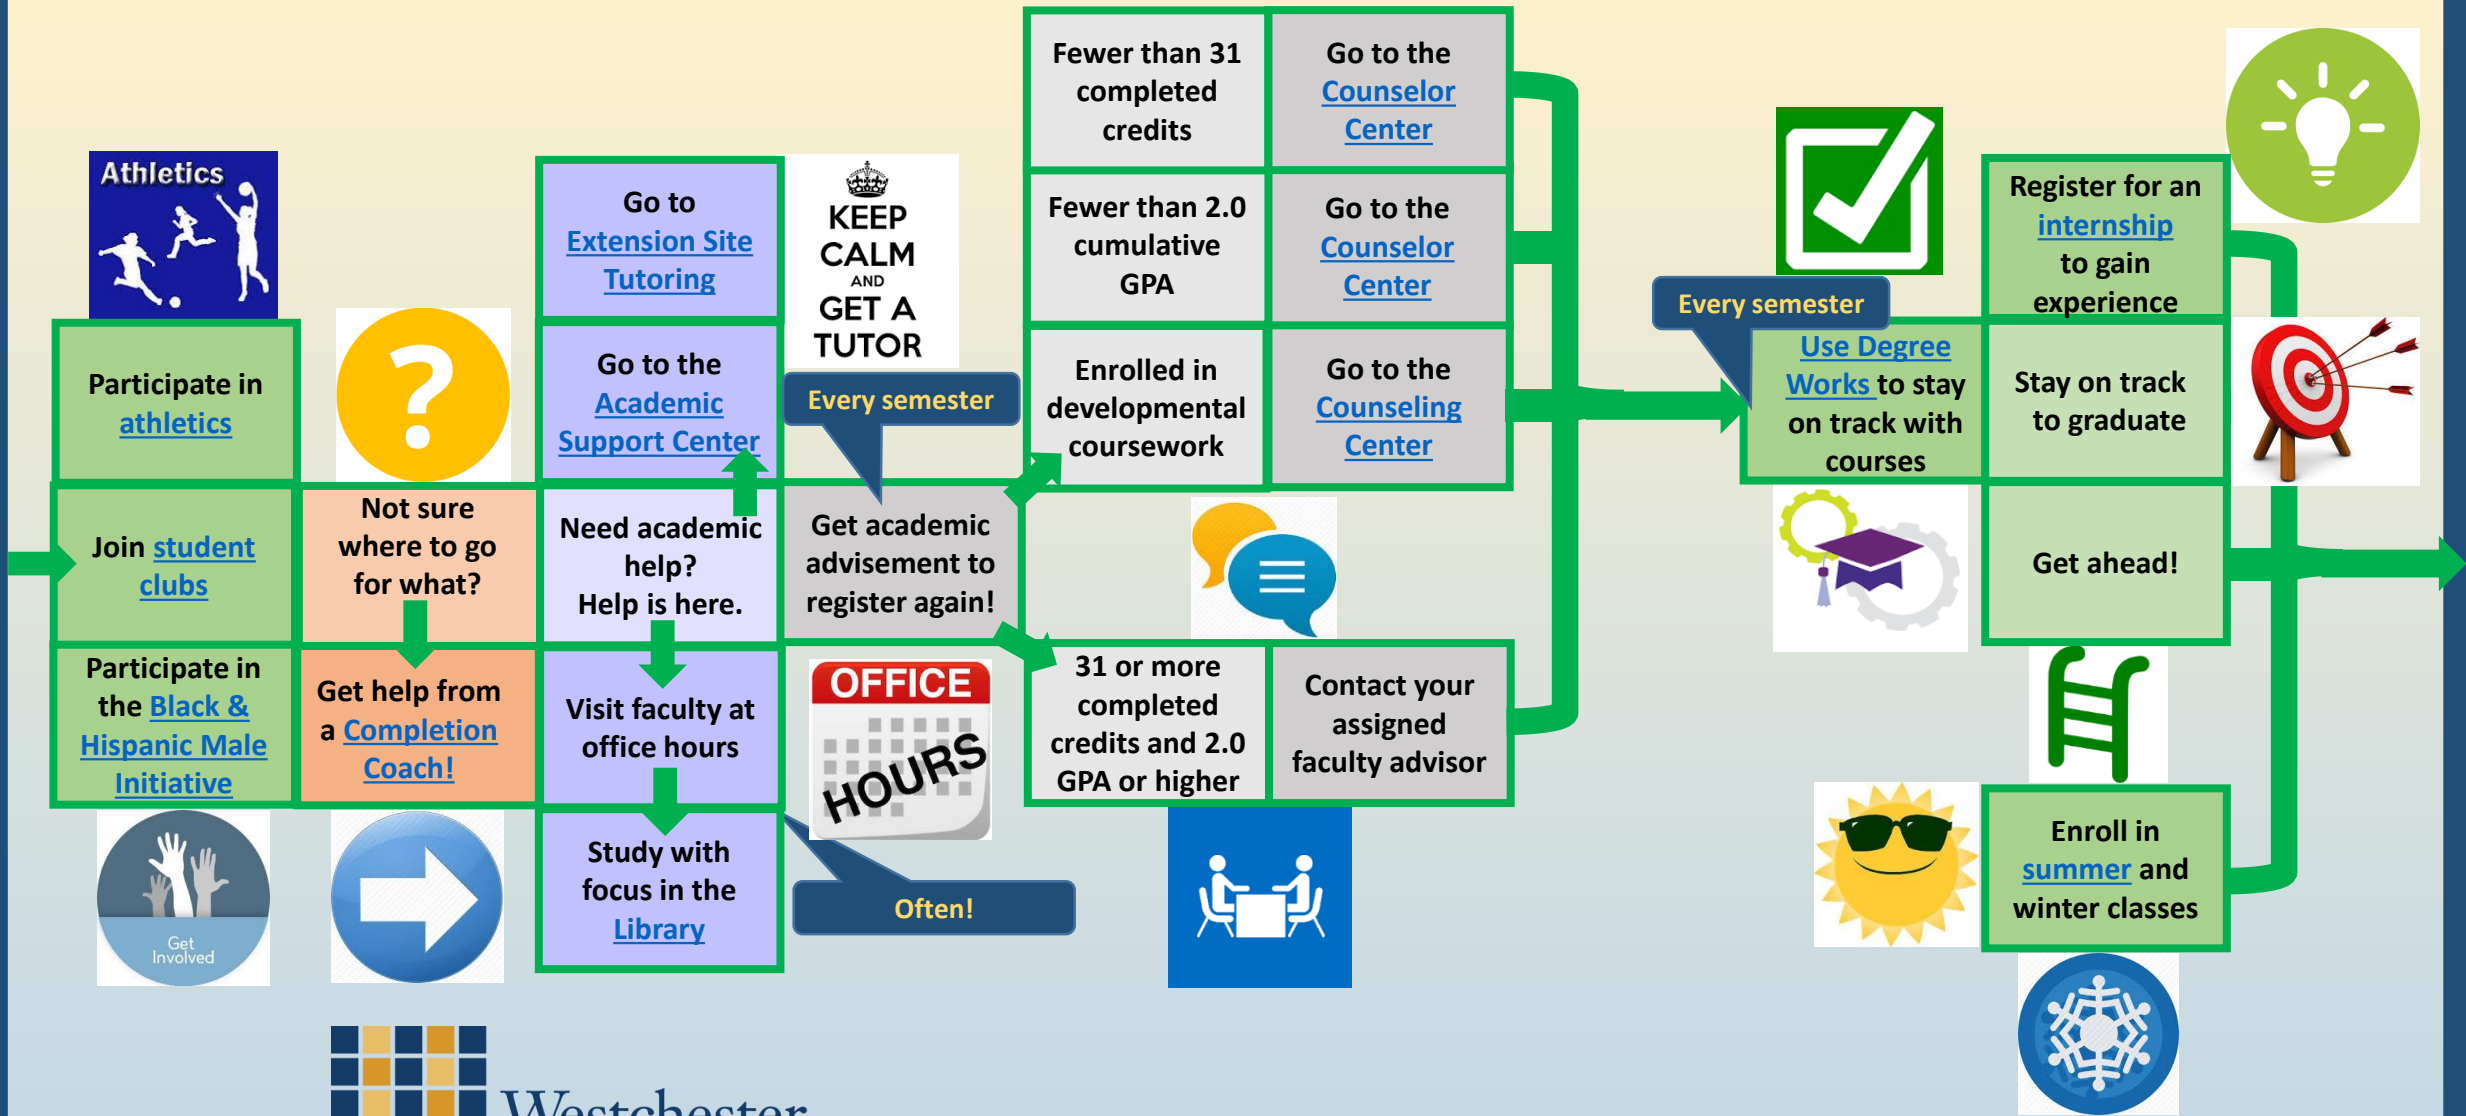 Athletics
Participate in
athletics
Join student
clubs
Participate in
the Black &
Hispanic Male
Initiative
Get
Involved
Not sure
where to go
for what?
Get help from
a Completion
Coach!
Go to
Extension Site
Tutoring
Go to the
Academic
Support Center
Need academic
help?
Help is here.
Visit faculty at
office hours
Study with
focus in the
Library
KEEP
CALM
AND
GET A
TUTOR
Every semester
Get academic
advisement to
register again!
OFFICE
HOURS
Often!
Fewer than 31
completed
credits
Go to the
Counselor
Center
Fewer than 2.0
cumulative
GPA
Go to the
Counselor
Center
Enrolled in
developmental
coursework
Go to the
Counseling
Center
31 or more
completed
credits and 2.0
GPA or higher
Contact your
assigned
faculty advisor
Every semester
Use Degree
Works to stay
on track with
courses
Register for an
internship
to gain
experience
Stay on track
to graduate
Get ahead!
Enroll in
summer and
winter classes
Westchester